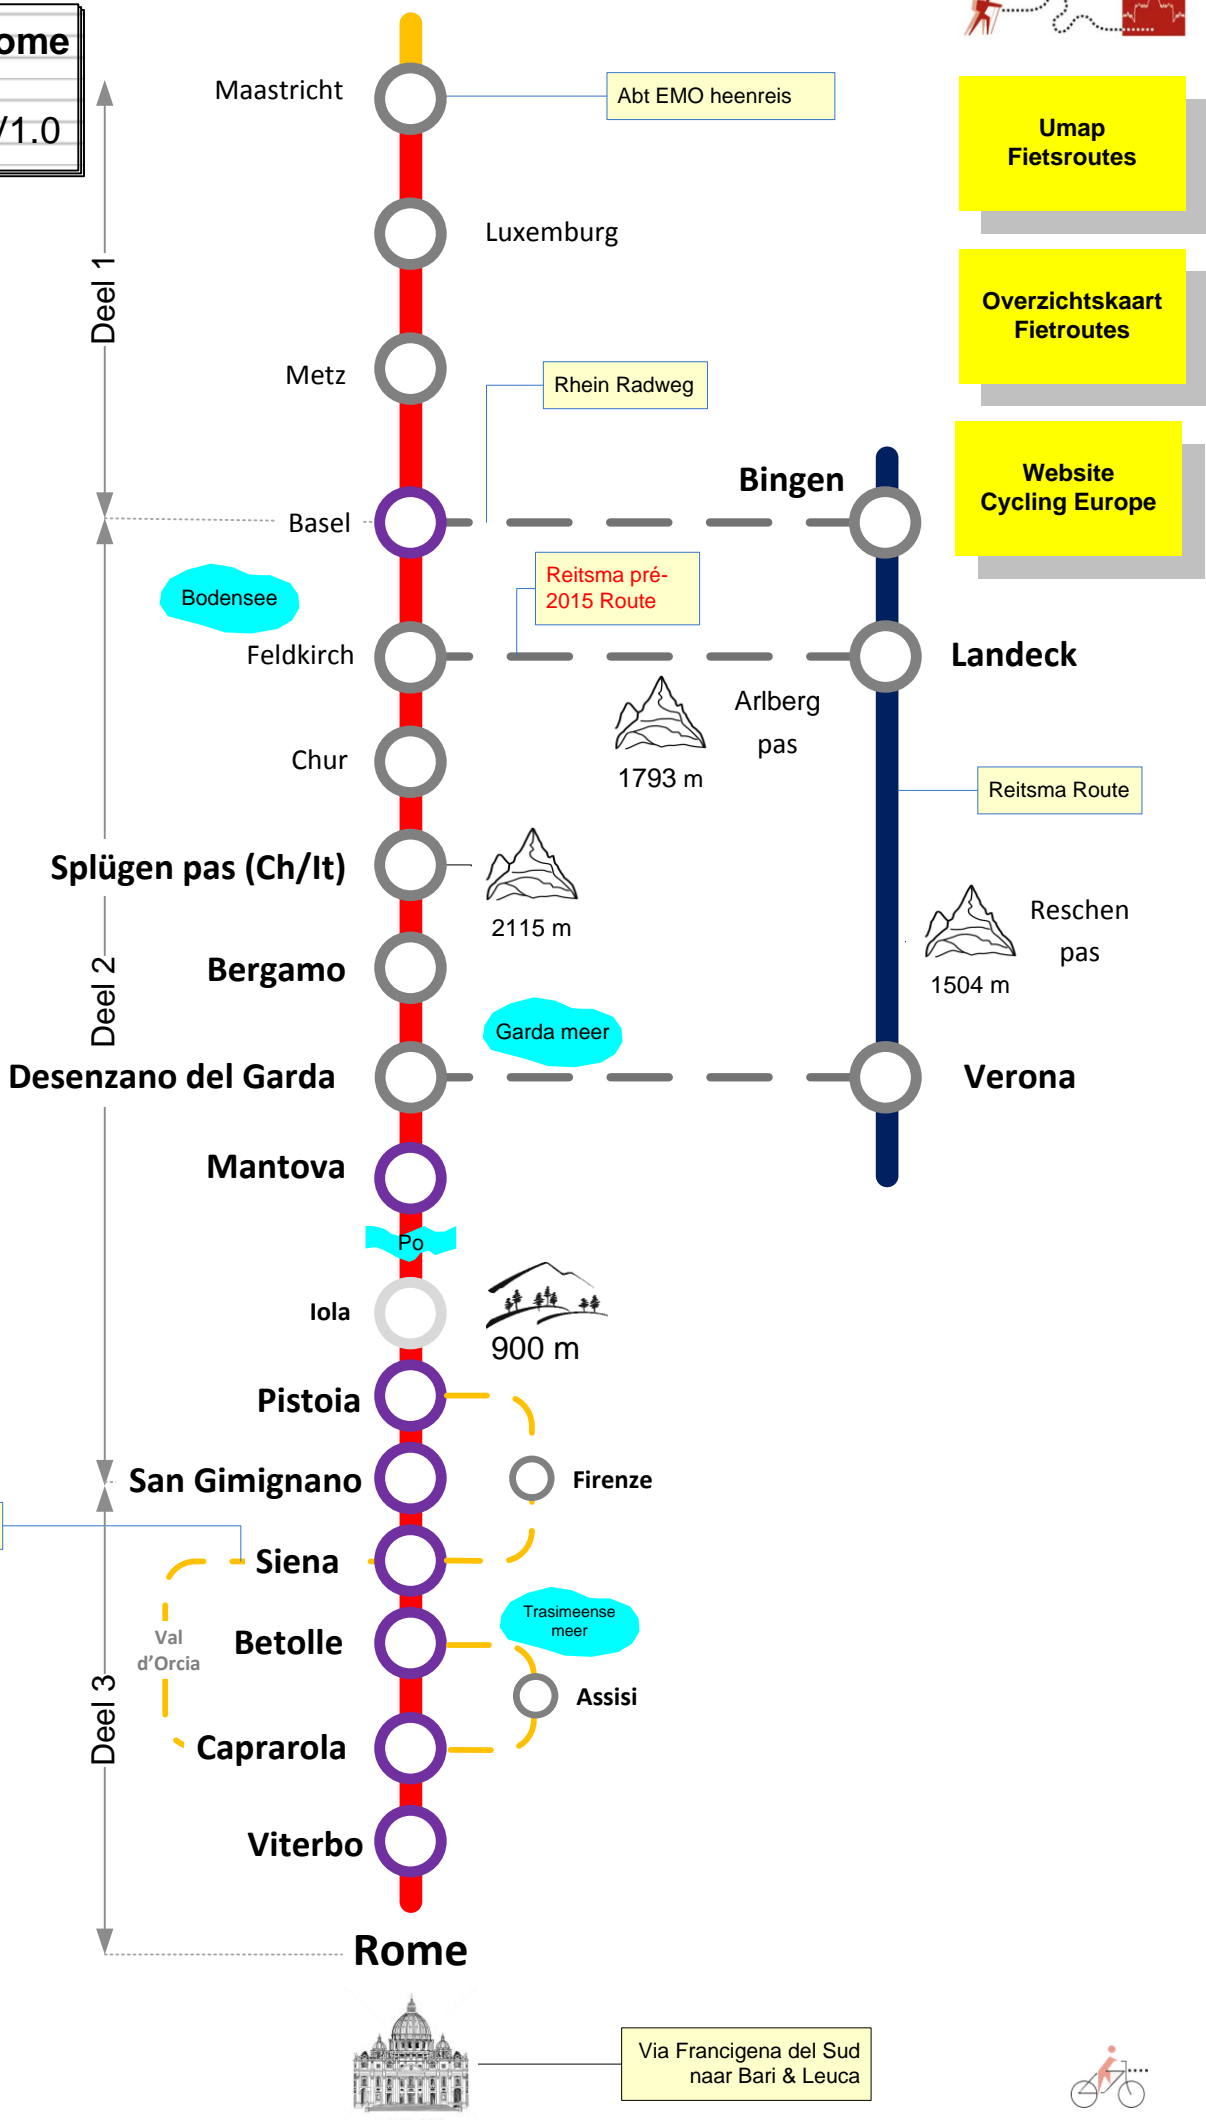 Maastricht
Abt EMO heenreis
Umap
Fietsroutes
Luxemburg
Deel 1
Overzichtskaart
Fietroutes
Metz
Rhein Radweg
Website
Cycling Europe
Bingen
Basel
Bodensee
Reitsma pré-
2015 Route
Feldkirch
Landeck
Arlberg
pas
1793 m
Chur
Reitsma Route
Splügen pas (Ch/It)
2115 m
Reschen
pas
1504 m
Bergamo
Deel 2
Garda meer
Desenzano del Garda
Verona
Mantova
Po
Iola
900 m
Pistoia
San Gimignano
Firenze
Siena
Trasimeense
meer
Betolle
Val
d'Orcia
Assisi
Deel 3
Caprarola
Viterbo
Rome
Via Francigena del Sud
naar Bari & Leuca